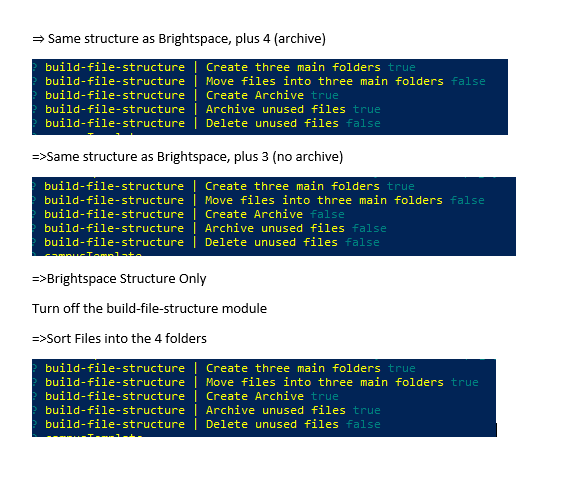 ⇒ Same structure as Brightspace, plus 4 (archive)
? build-file-structure | Create three main folders true
? build-file-structure | Move files into three main folders false
? build-file-structure | Create Archive true
? build-file-structure | Archive unused files true
? build-file-structure | Delete unused files false
=>Same structure as Brightspace, plus 3 (no archive)
? build-file-structure | Create three main folders true
? build-file-structure | Move files into three main folders false
? build-file-structure | Create Archive false
? build-file-structure | Archive unused files false
? build-file-structure | Delete unused files false
=>Brightspace Structure Only
Turn off the build-file-structure module
=>Sort Files into the 4 folders
? build-file-structure | Create three main folders true
? build-file-structure | Move files into three main folders true
? build-file-structure | Create Archive true
? build-file-structure | Archive unused files true
? build-file-structure | Delete unused files false